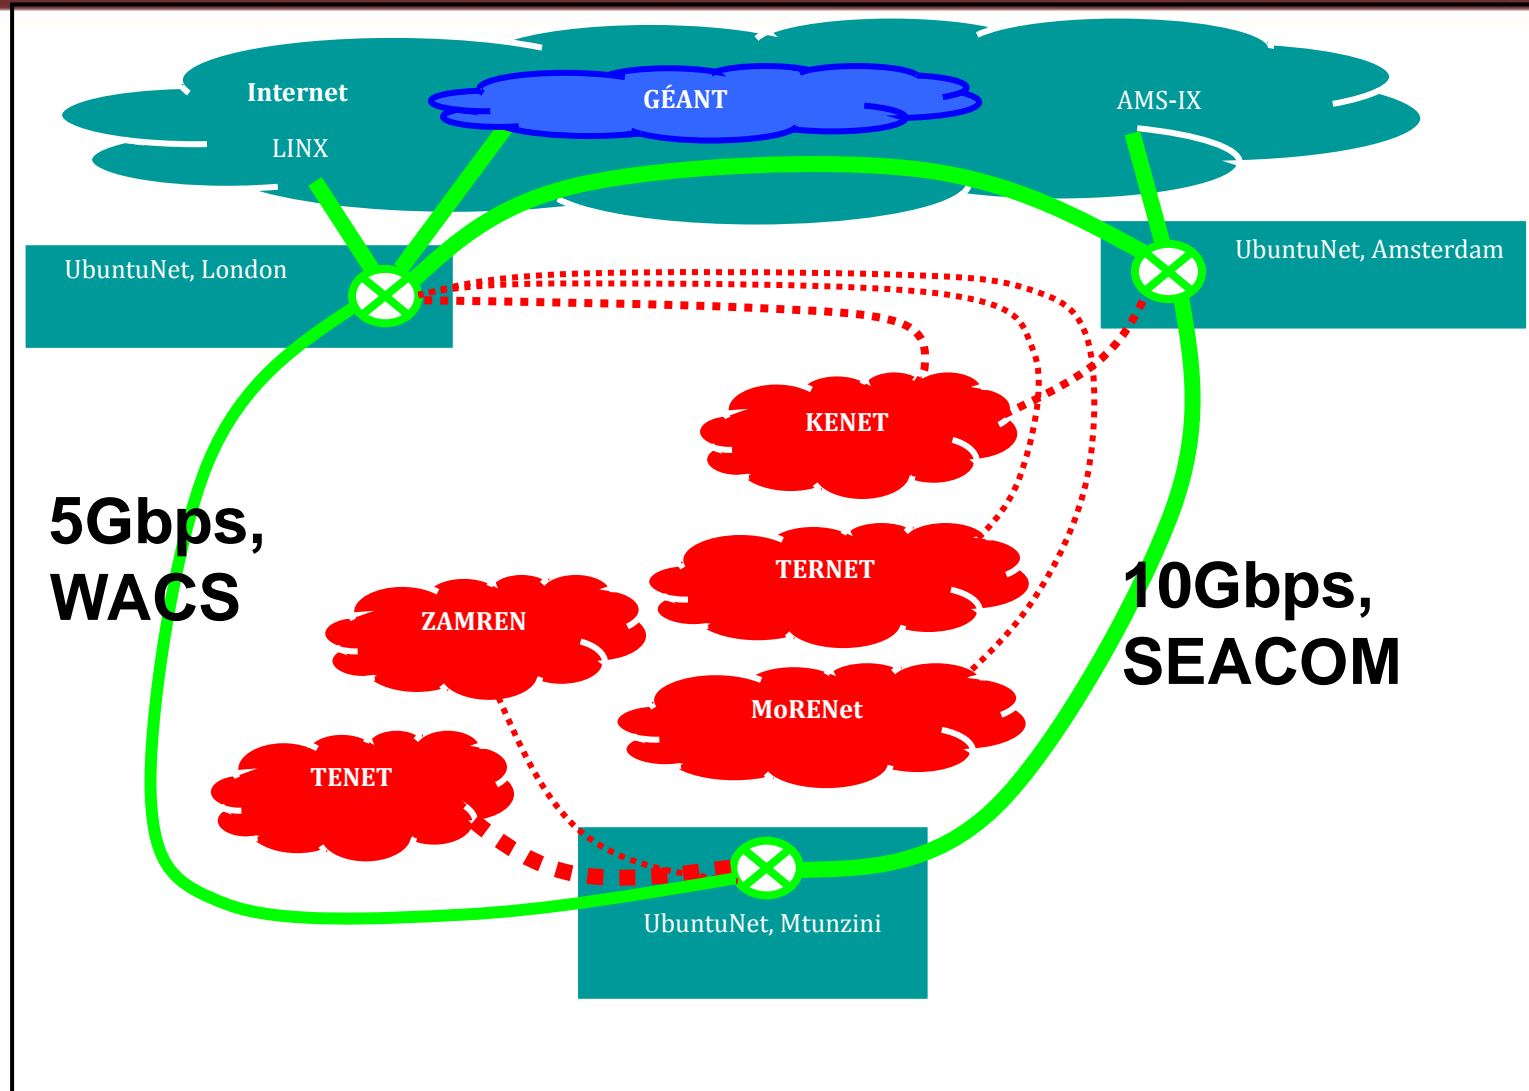 Internet
GÉANT
AMS-IX
LINX
UbuntuNet, London
UbuntuNet, Amsterdam
KENET
5Gbps,
WACS
TERNET
10Gbps,
SEACOM
ZAMREN
MoRENet
TENET
UbuntuNet, Mtunzini